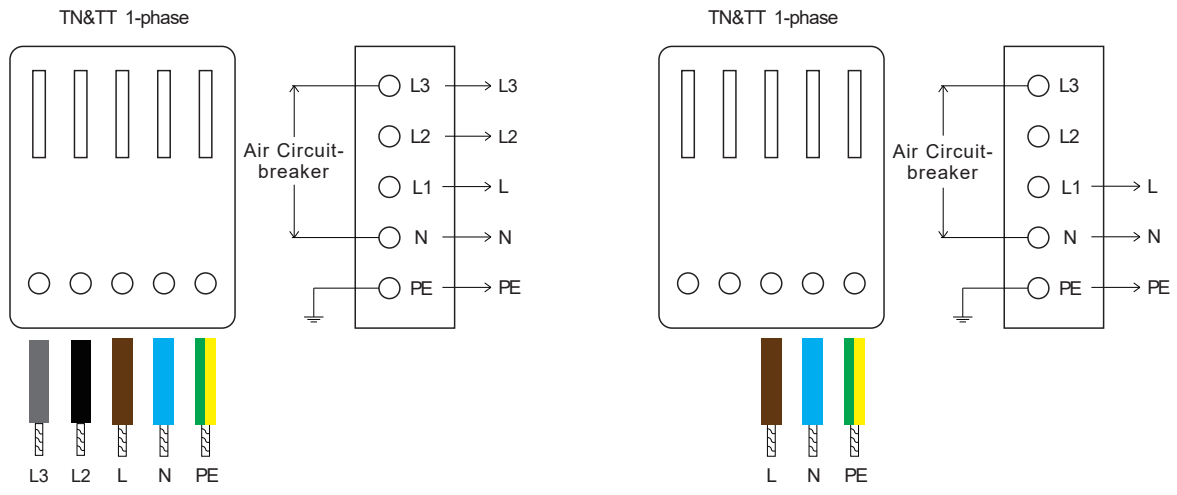 TN&TT 1-phase
L3
L3
L2
L2
Air Circuit-
breaker
L1
L
N
N
PE
PE
L3
L2
L
N
PE
TN&TT 1-phase
L3
L2
Air Circuit-
breaker
L1
L
N
N
PE
PE
L
N
PE